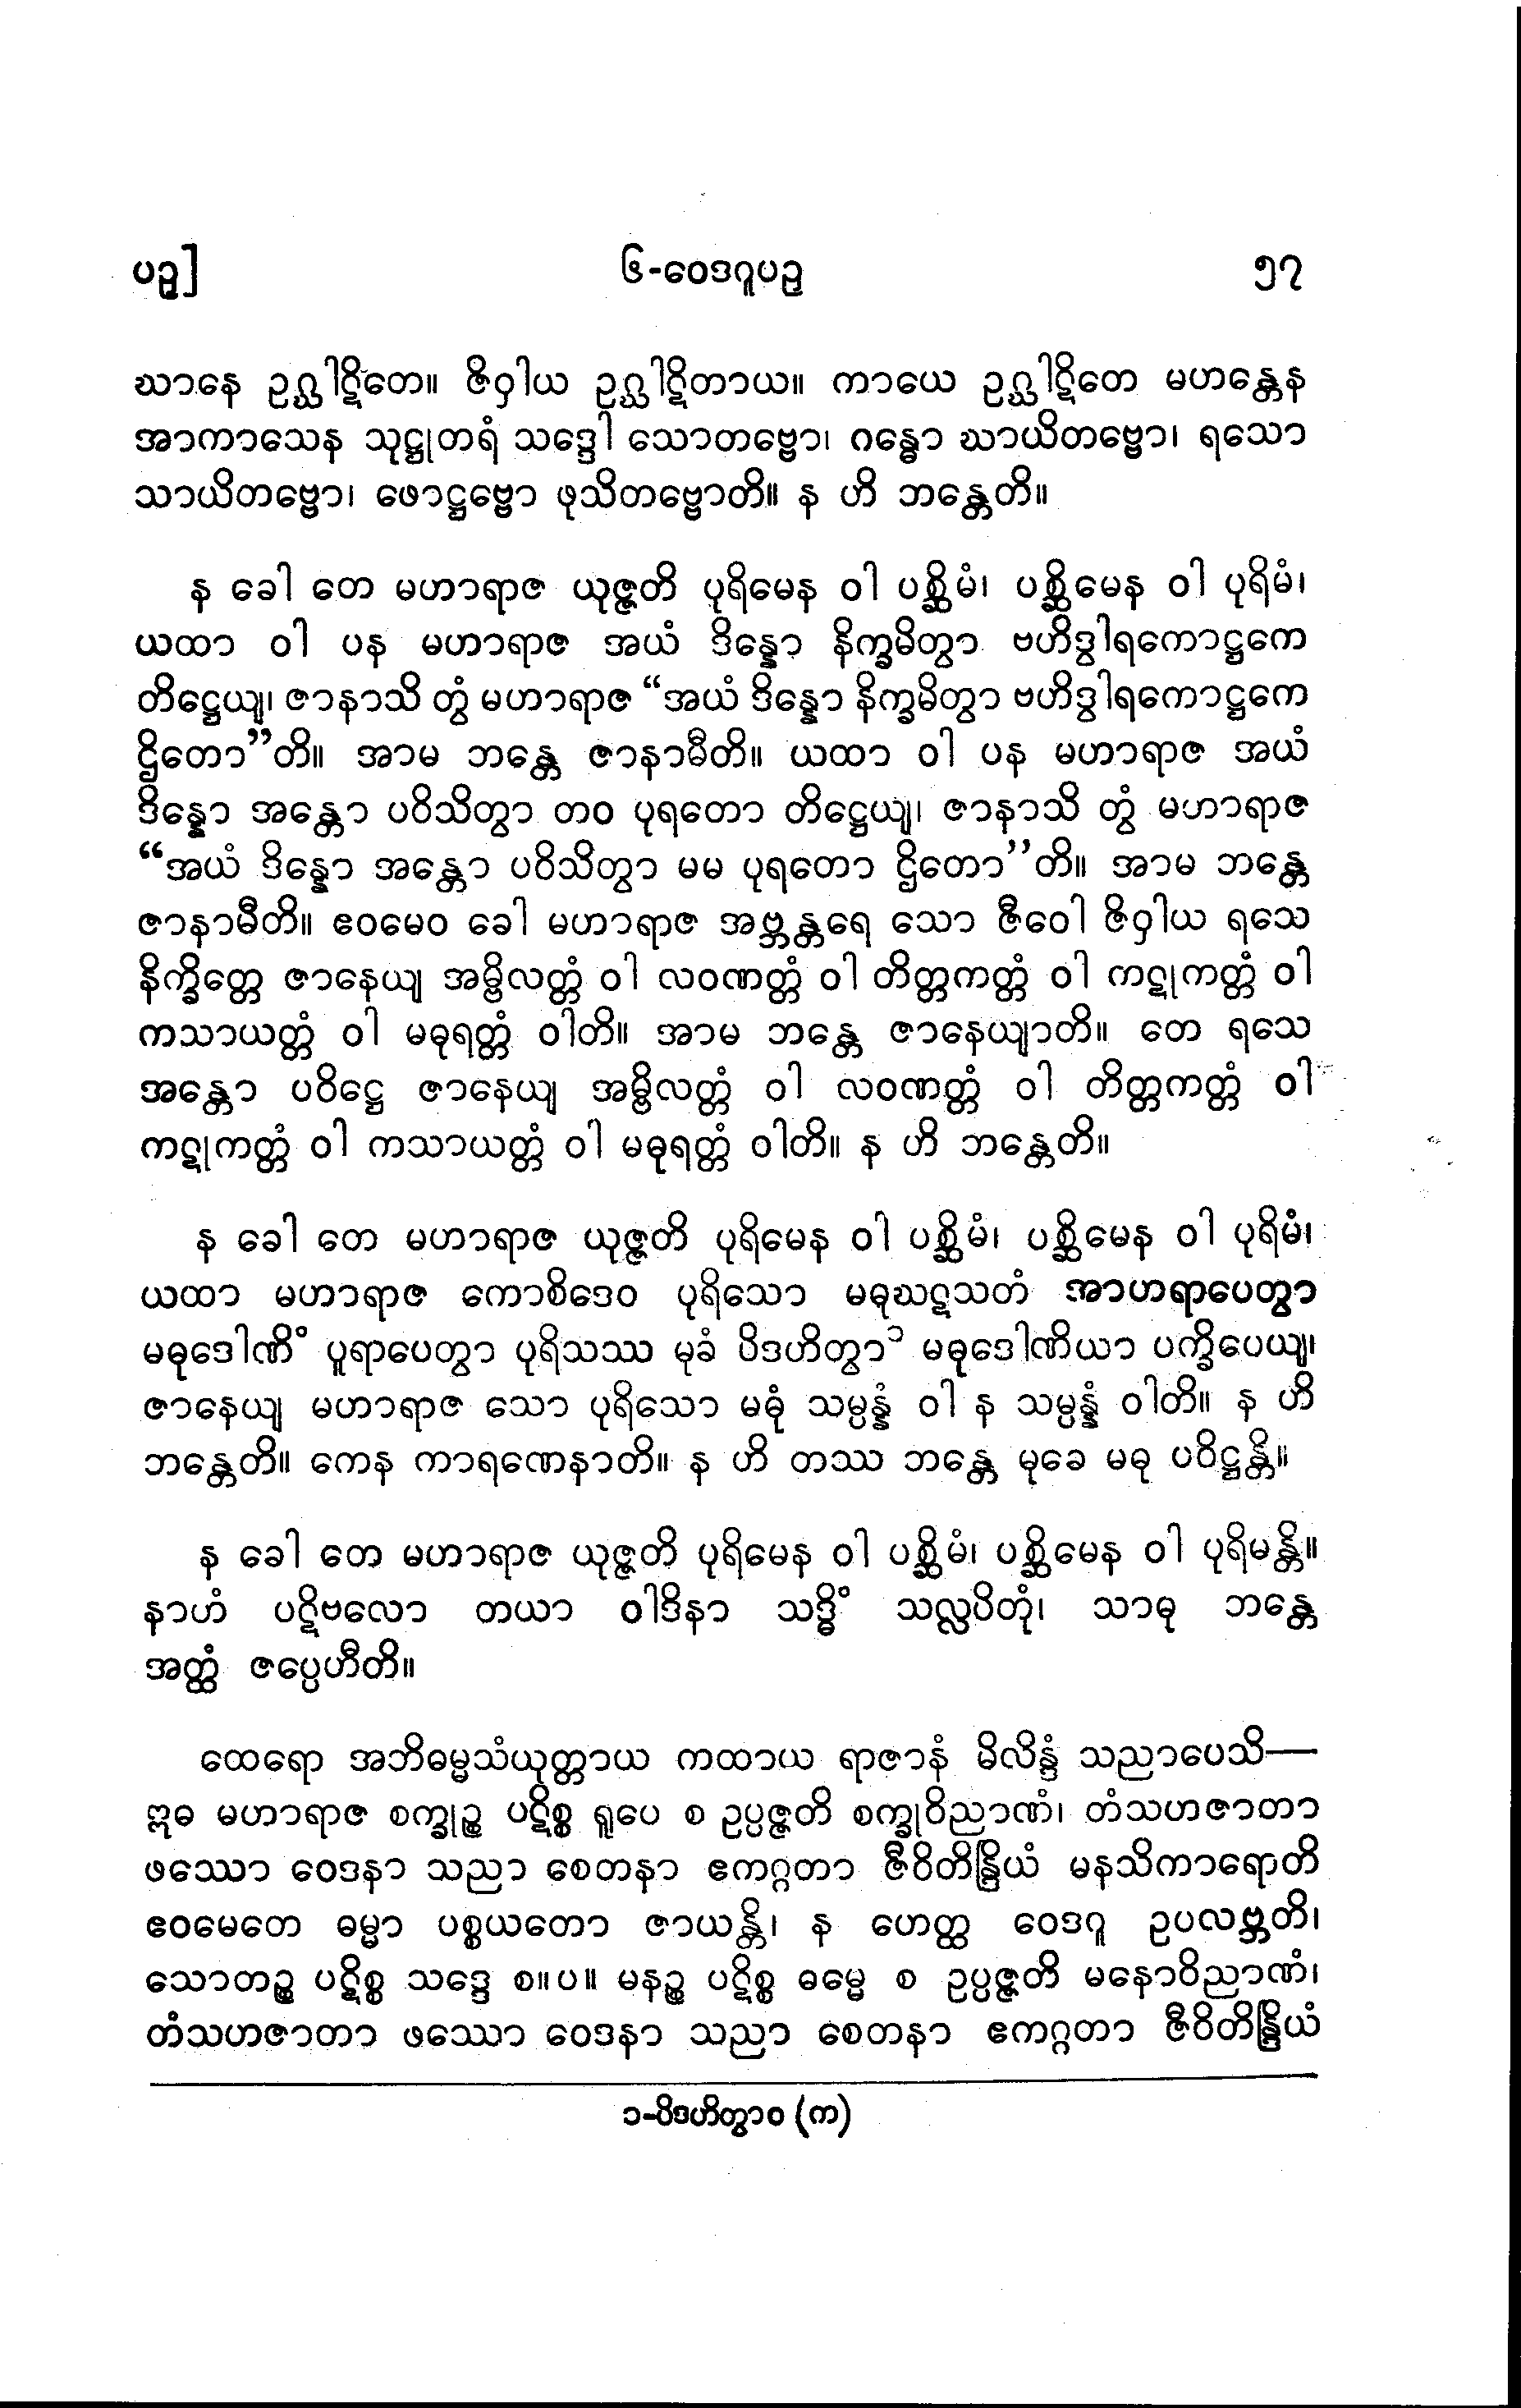 ပဥှ]
၆-ဝေဒဂူပဥှ
၅၇
ဃာနေ ဥဂ္ဃါဋိတေ။ ဇိဝှါယ ဥဂ္ဃါဋိတာယ။ ကာယေ ဥဂ္ဃါဋိတေ မဟန္တေန
အာကာသေန သုဋ္ဌုတရံ သဒ္ဒေါ သောတဗ္ဗော၊ ဂန္ဓော ဃာယိတဗ္ဗော၊ ရသော
သာယိတဗ္ဗော၊ ဖောဋ္ဌဗ္ဗော ဖုသိတဗ္ဗောတိ။ န ဟိ ဘန္တေတိ။
န ခေါ တေ မဟာရာဇ ယုဇ္ဇတိ ပုရိမေန ဝါ ပစ္ဆိမံ၊ ပစ္ဆိမေန ဝါ ပုရိမံ၊
ယထာ ဝါ ပန မဟာရာဇ အယံ ဒိန္နော နိက္ခမိတွာ ဗဟိဒွါရကောဋ္ဌကေ
တိဋ္ဌေယျ၊ ဇာနာသိ တွံ မဟာရာဇ “အယံ ဒိန္နော နိက္ခမိတွာ ဗဟိဒွါရကောဋ္ဌကေ
ဌိတော”တိ။ အာမ ဘန္တေ ဇာနာမီတိ။ ယထာ ဝါ ပန မဟာရာဇ အယံ
ဒိန္နော အန္တော ပဝိသိတွာ တဝ ပုရတော တိဋ္ဌေယျ၊ ဇာနာသိ တွံ မဟာရာဇ
“အယံ ဒိန္နော အန္တော ပဝိသိတွာ မမ ပုရတော ဌိတော”တိ။ အာမ ဘန္တေ
ဇာနာမီတိ။ ဧဝမေဝ ခေါ မဟာရာဇ အဗ္ဘန္တရေ သော ဇီဝေါ ဇိဝှါယ ရသေ
နိက္ခိတ္တေ ဇာနေယျ အမ္ဗိလတ္တံ ဝါ လဝဏတ္တံ ဝါ တိတ္တကတ္တံ ဝါ ကဋုကတ္တံ ဝါ
ကသာယတ္တံ ဝါ မဓုရတ္တံ ဝါတိ။ အာမ ဘန္တေ ဇာနေယျာတိ။ တေ ရသေ
အန္တော ပဝိဋ္ဌေ ဇာနေယျ အမ္ဗိလတ္တံ ဝါ လဝဏတ္တံ ဝါ တိတ္တကတ္တံ ဝါ
ကဋုကတ္တံ ဝါ ကသာယတ္တံ ဝါ မဓုရတ္တံ ဝါတိ။ န ဟိ ဘန္တေတိ။
န ခေါ တေ မဟာရာဇ ယုဇ္ဇတိ ပုရိမေန ဝါ ပစ္ဆိမံ၊ ပစ္ဆိမေန ဝါ ပုရိမံ၊
ယထာ မဟာရာဇ ကောစိဒေဝ ပုရိသော မဓုဃဋသတံ အာဟရာပေတွာ
မဓုဒေါဏိံ ပူရာပေတွာ ပုရိသဿ မုခံ ပိဒဟိတွာ ၁ မဓုဒေါဏိယာ ပက္ခိပေယျ၊
ဇာနေယျ မဟာရာဇ သော ပုရိသော မဓုံ သမ္ပန္နံ ဝါ န သမ္ပန္နံ ဝါတိ။ န ဟိ
ဘန္တေတိ။ ကေန ကာရဏေနာတိ။ န ဟိ တဿ ဘန္တေ မုခေ မဓု ပဝိဋ္ဌန္တိ။
န ခေါ တေ မဟာရာဇ ယုဇ္ဇတိ ပုရိမေန ဝါ ပစ္ဆိမံ၊ ပစ္ဆိမေန ဝါ ပုရိမန္တိ။
နာဟံ ပဋိဗလော တယာ ဝါဒိနာ သဒ္ဓိံ သလ္လပိတုံ၊ သာဓု ဘန္တေ
အတ္ထံ ဇပ္ပေဟီတိ။
ထေရော အဘိဓမ္မသံယုတ္တာယ ကထာယ ရာဇာနံ မိလိန္ဒံ သညာပေသိ—
ဣဓ မဟာရာဇ စက္ခုဉ္စ ပဋိစ္စ ရူပေ စ ဥပ္ပဇ္ဇတိ စက္ခုဝိညာဏံ၊ တံသဟဇာတာ
ဖဿော ဝေဒနာ သညာ စေတနာ ဧကဂ္ဂတာ ဇီဝိတိန္ဒြိယံ မနသိကာရောတိ
ဧဝမေတေ ဓမ္မာ ပစ္စယတော ဇာယန္တိ၊ န ဟေတ္ထ ဝေဒဂူ ဥပလဗ္ဘတိ၊
သောတဉ္စ ပဋိစ္စ သဒ္ဒေ စ။ပ။ မနဉ္စ ပဋိစ္စ ဓမ္မေ စ ဥပ္ပဇ္ဇတိ မနောဝိညာဏံ၊
တံသဟဇာတာ ဖဿော ဝေဒနာ သညာ စေတနာ ဧကဂ္ဂတာ ဇီဝိတိန္ဒြိယံ
၁-ပိဒဟိတွာဝ (က)